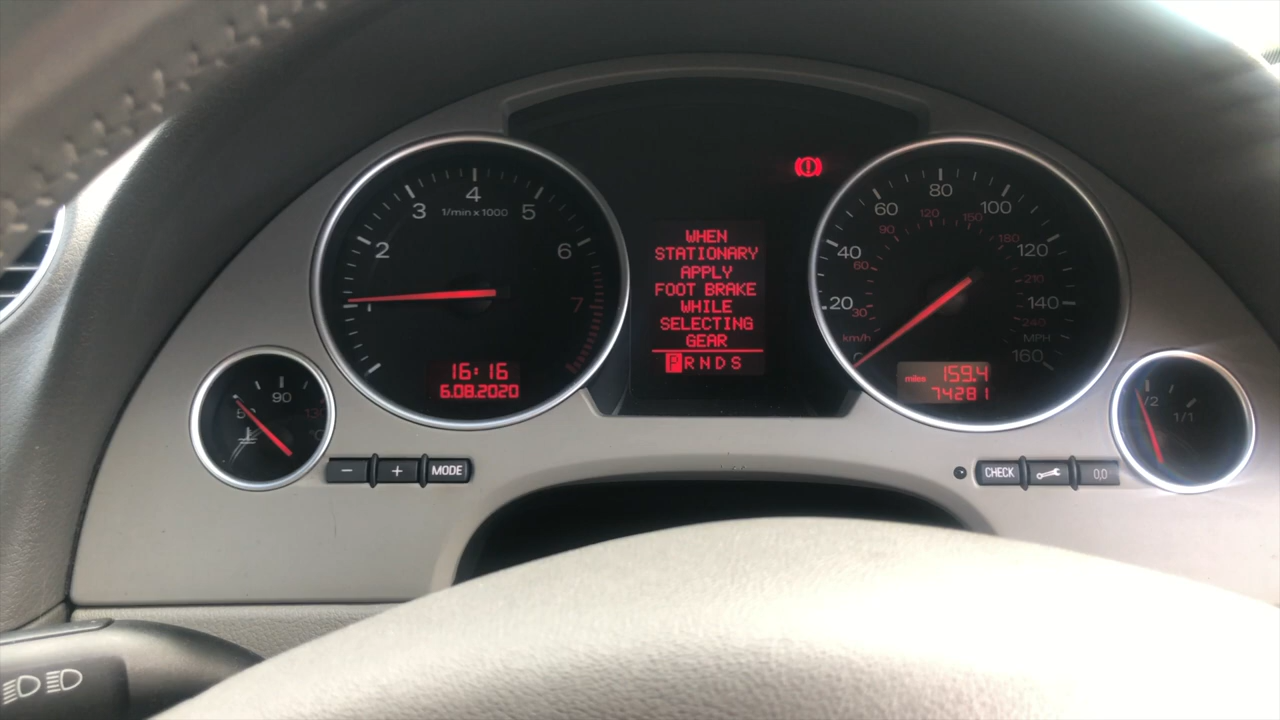 4
3
5
1/min x 1000
2
6
7
1
16:16
6.08.2020
WHEN
STATIONARY
APPLY
FOOT BRAKE
WHILE
SELECTING
GEAR
PRNDS
80
60
100
120
150
90
180
40
120
60
210
20
140
30
240
km/h
MPH
160
miles 159.4
74281
90
130
°C
1/2
1/1
−
+
MODE
CHECK
0,0